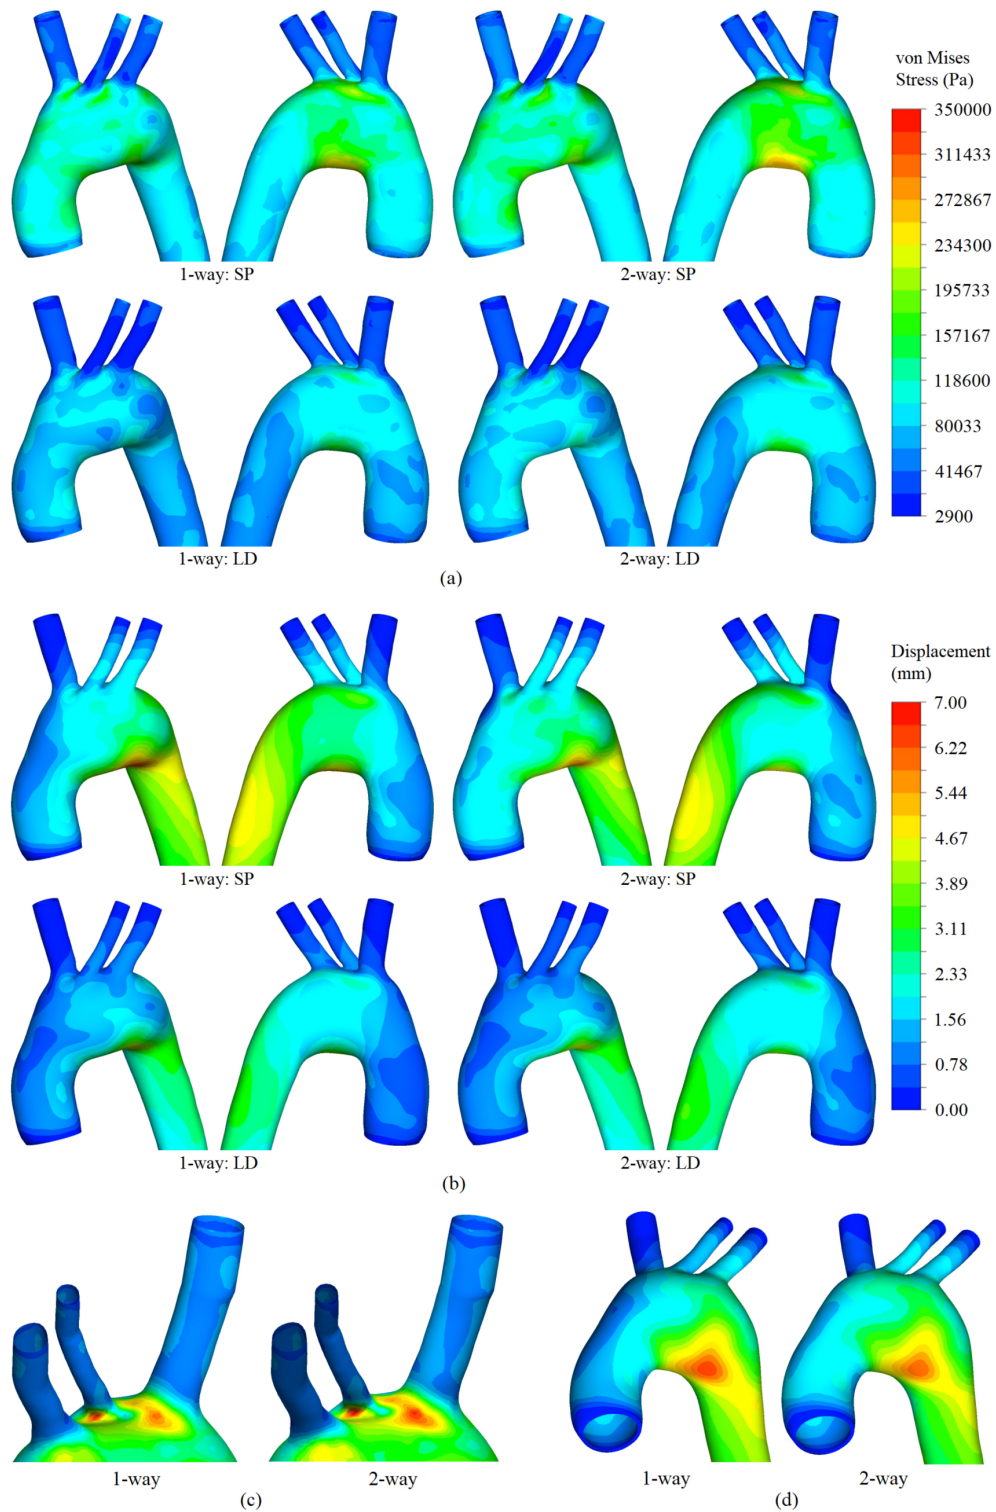 von Mises
Stress (Pa)
350000
311433
272867
234300
195733
157167
118600
80033
41467
2900
1-way: SP
2-way: SP
1-way: LD
2-way: LD
(a)
Displacement
(mm)
7.00
6.22
5.44
4.67
3.89
3.11
2.33
1.56
0.78
0.00
1-way: SP
2-way: SP
1-way: LD
2-way: LD
(b)
1-way
2-way
1-way
2-way
(c)
(d)